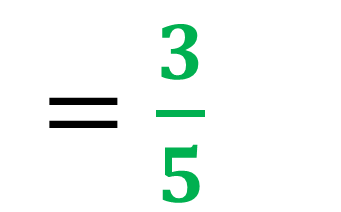 = 3/5